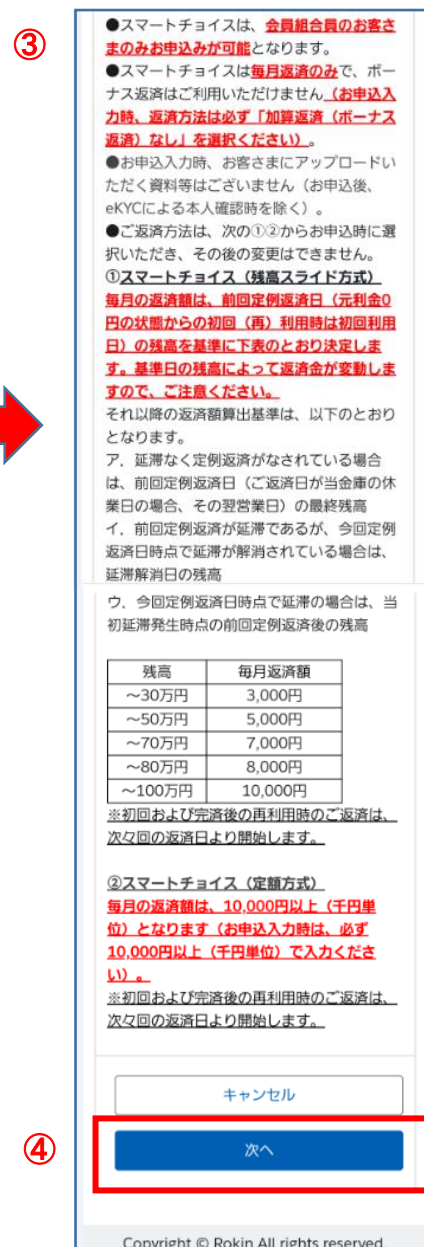 ③
●スマートチョイスは、会員組合員のお客さ
まのみお申込みが可能となります。
●スマートチョイスは毎月返済のみで、ボー
ナス返済はご利用いただけません（お申込入
力時、返済方法は必ず「加算返済（ボーナス
返済）なし」を選択ください）。
●お申込入力時、お客さまにアップロードい
ただく資料等はございません（お申込後、
eKYCによる本人確認時を除く）。
●ご返済方法は、次の①②からお申込時に選
択いただき、その後の変更はできません。
①スマートチョイス（残高スライド方式）
毎月の返済額は、前回定例返済日（元利金0
円の状態からの初回（再）利用時は初回利用
日）の残高を基準に下表のとおり決定しま
す。基準日の残高によって返済金が変動しま
すので、ご注意ください。
それ以降の返済額算出基準は、以下のとおり
となります。
ア．延滞なく定例返済がなされている場合
は、前回定例返済日（ご返済日が当金庫の休
業日の場合、その翌営業日）の最終残高
イ．前回定例返済が延滞であるが、今回定例
返済日時点で延滞が解消されている場合は、
延滞解消日の残高
ウ．今回定例返済日時点で延滞の場合は、当
初延滞発生時点の前回定例返済後の残高
残高 毎月返済額
～30万円 3,000円
～50万円 5,000円
～70万円 7,000円
～80万円 8,000円
～100万円 10,000円
※初回および完済後の再利用時のご返済は、
次々回の返済日より開始します。
②スマートチョイス（定額方式）
毎月の返済額は、10,000円以上（千円単
位）となります（お申込入力時は、必ず
10,000円以上（千円単位）で入力くださ
い）。
※初回および完済後の再利用時のご返済は、
次々回の返済日より開始します。
キャンセル
④
次へ
Copyright © Rokin All rights reserved.